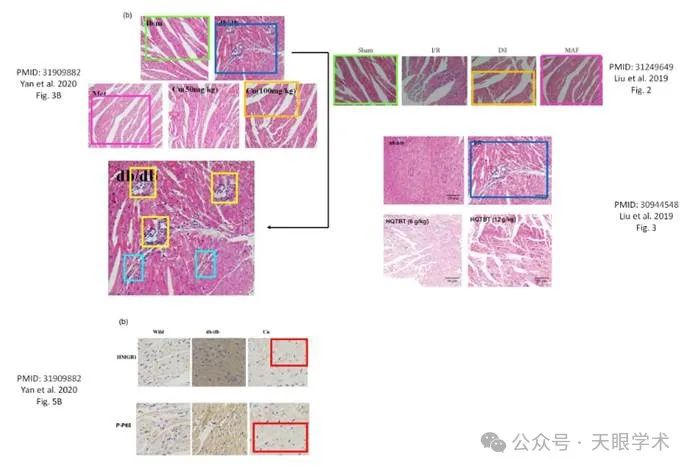 (b)
db/m
db/db
PMID: 31909882
Yan et al. 2020
Fig. 3B
Met
Cu(50mg/kg)
Cu(100mg/kg)
db/db
Sham
I/R
DM
MAF
PMID: 31249649
Liu et al. 2019
Fig. 2
sham
HQTBT (6 g/kg)
HQTBT (12 g/kg)
PMID: 30944548
Liu et al. 2019
Fig. 3
(b)
Wild
db/db
Cu
HMGB1
P-P65
PMID: 31909882
Yan et al. 2020
Fig. 5B
公众号 · 天眼学术